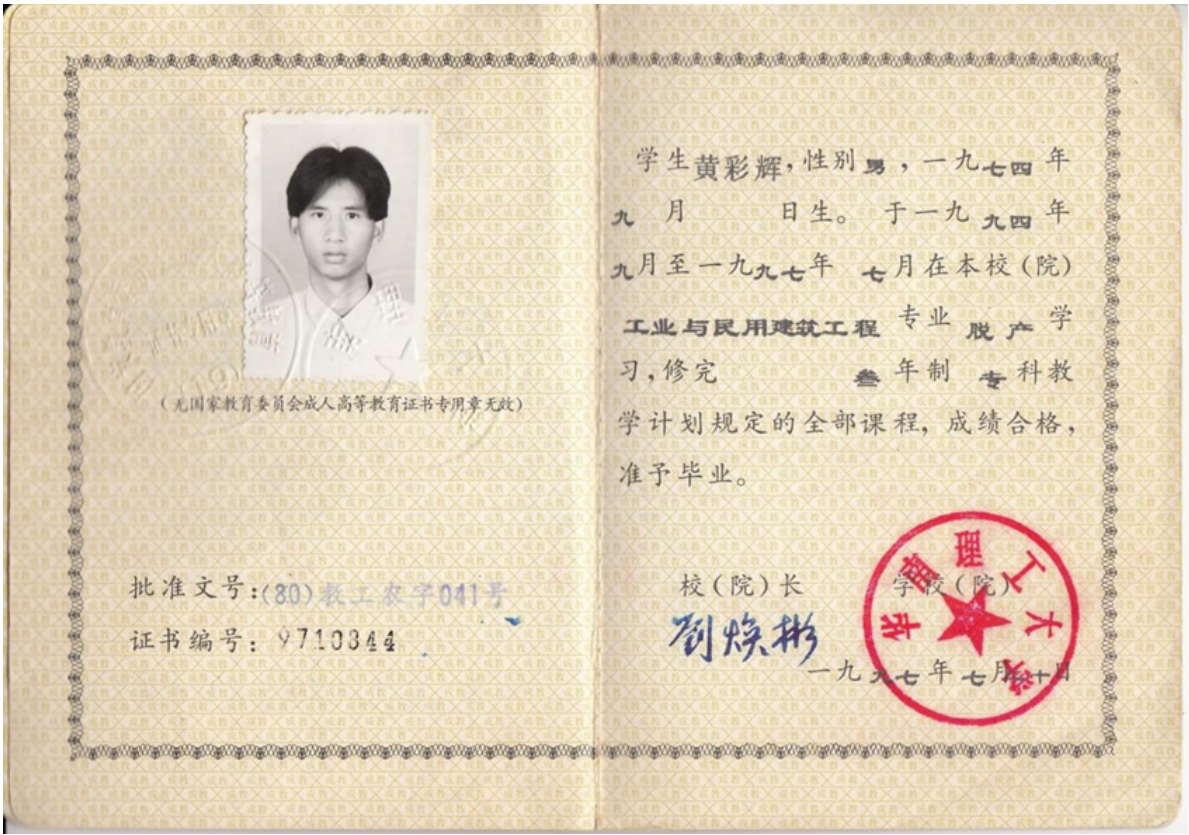 (无国家教育委员会成人高等教育证书专用章无效)
批准文号:(80)教工农字041号
证书编号: 9710344
学生黄彩辉,性别男,一九七四年
九月 日生。于一九九四年
九月至一九九七年 七月在本校(院)
工业与民用建筑工程 专业 脱产 学
习,修完 叁年制 专科教
学计划规定的全部课程,成绩合格,
准予毕业。
校(院)长 学校(院)
刘焕彬
华南理工大学
一九九七年七月 日